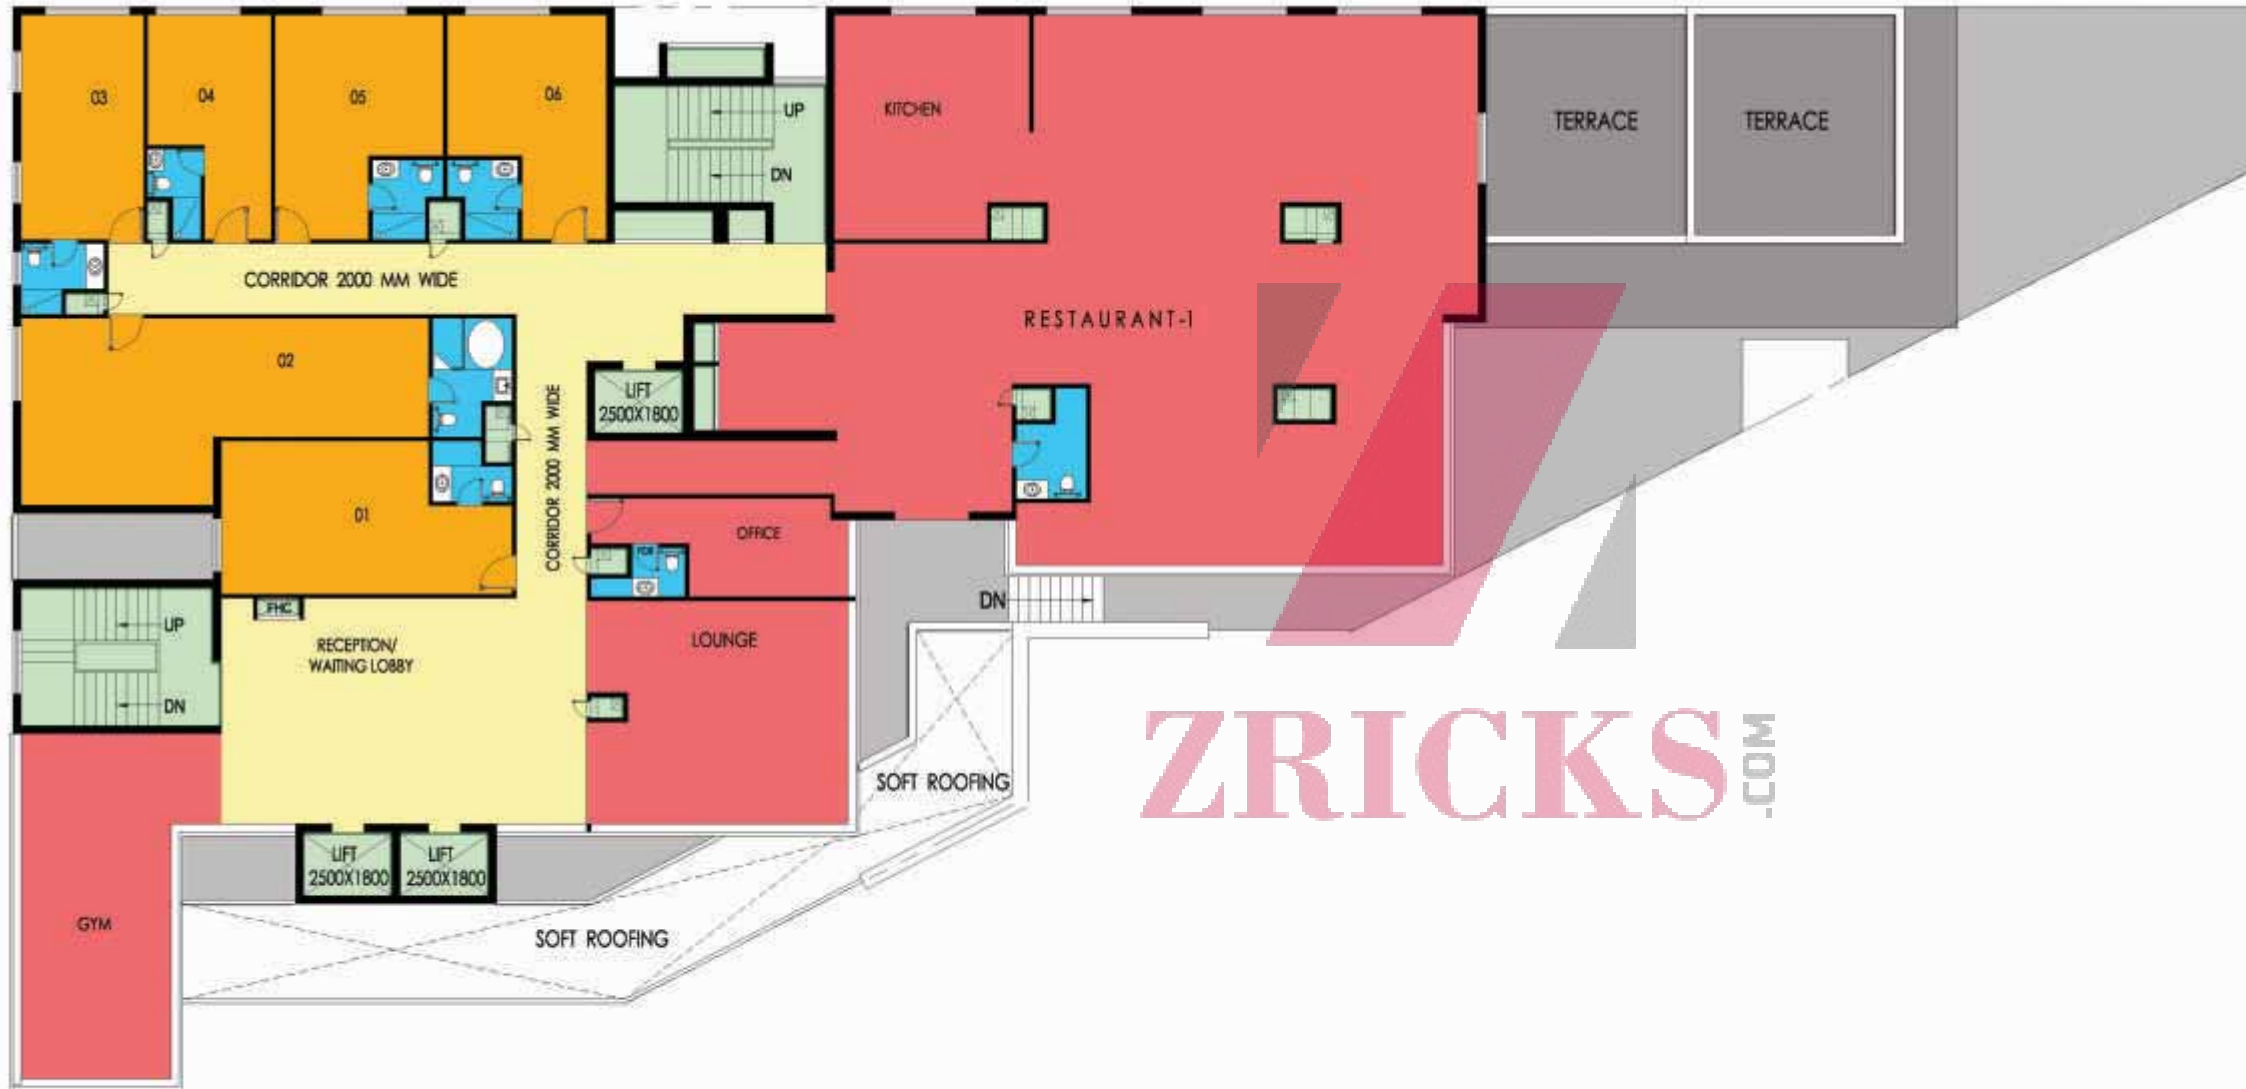 03
04
05
06
UP
DN
KITCHEN
TERRACE
TERRACE
CORRIDOR 2000 MM WIDE
RESTAURANT-1
02
LIFT
2500X1800
CORRIDOR 2000 MM WIDE
01
OFFICE
FHC
UP
DN
RECEPTION/
WAITING LOBBY
LOUNGE
DN
SOFT ROOFING
LIFT
2500X1800
LIFT
2500X1800
GYM
SOFT ROOFING
ZRICKS
.COM